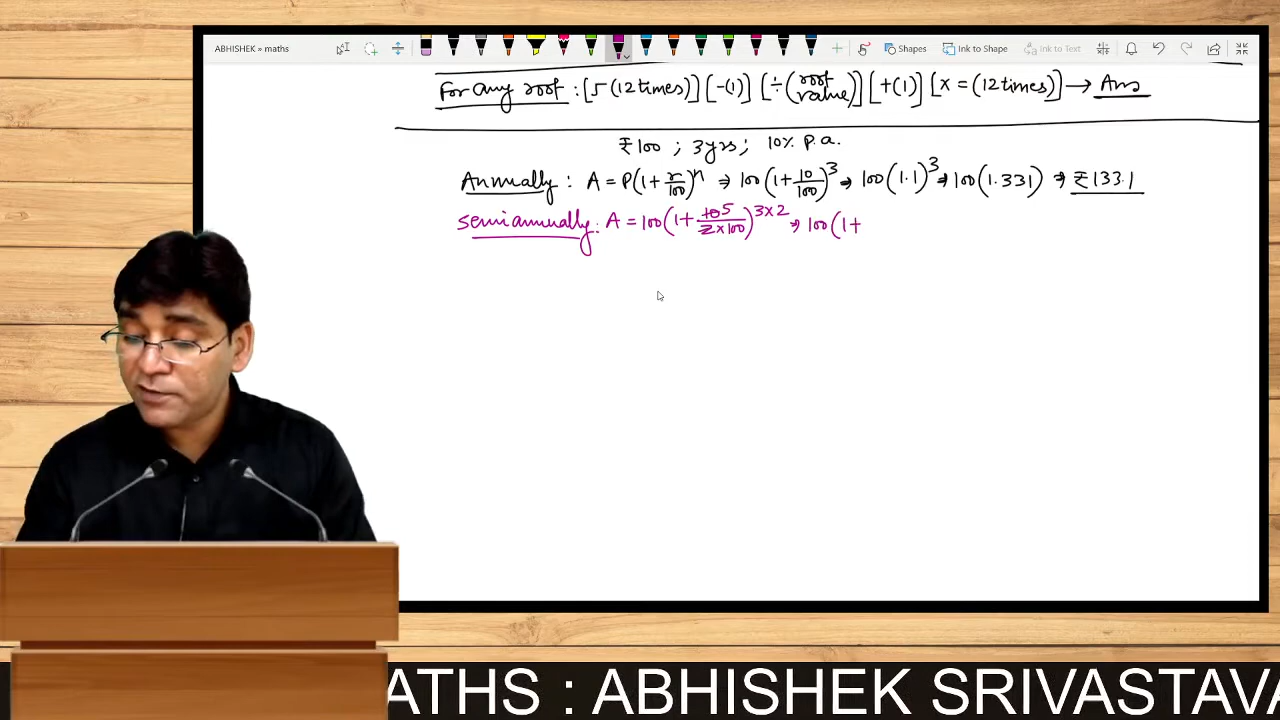 ABHISHEK » maths
Shapes Ink to Shape Ink to Text
For any root : [√(12 times)] [-(1)] [÷(root value)] [+(1)] [x = (12 times)] → Ans
₹100 ; 3yrs; 10% p.a.
Annually : A = P(1+r/100)^n ⇒ 100(1+10/100)^3 ⇒ 100(1.1)^3 ⇒ 100(1.331) ⇒ ₹133.1
Semiannually : A = 100(1+10 5/2×100)^3×2 ⇒ 100(1+
ATHS : ABHISHEK SRIVASTAVA